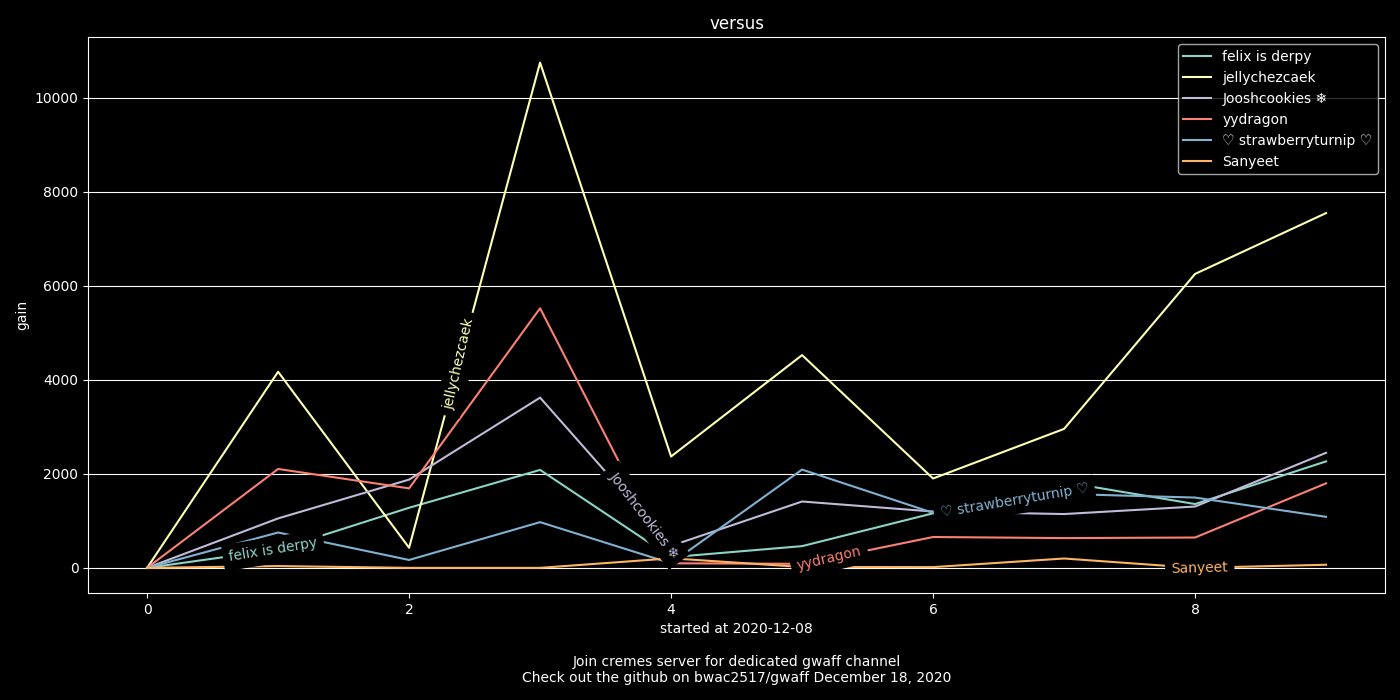 versus
felix is derpy
jellychezcaek
Jooshcookies ❄
yydragon
♡ strawberryturnip ♡
Sanyeet
10000
8000
6000
4000
2000
0
gain
jellychezcaek
Jooshcookies ❄
felix is derpy
yydragon
♡ strawberryturnip ♡
Sanyeet
0 2 4 6 8
started at 2020-12-08
Join cremes server for dedicated gwaff channel
Check out the github on bwac2517/gwaff December 18, 2020